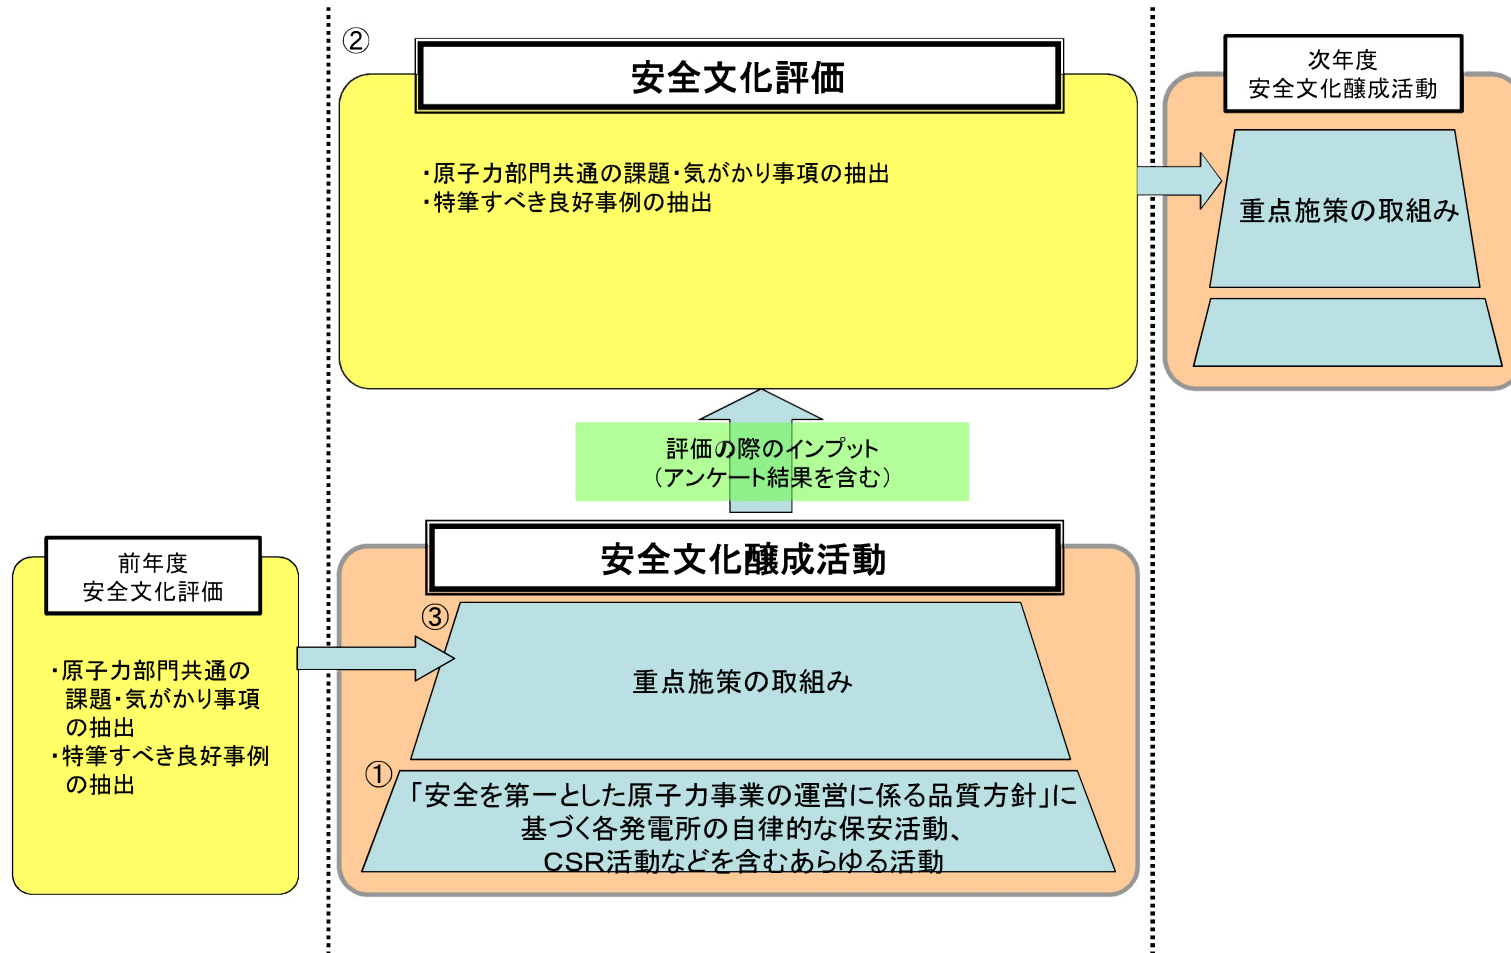 ②
安全文化評価
・原子力部門共通の課題・気がかり事項の抽出
・特筆すべき良好事例の抽出
次年度
安全文化醸成活動
重点施策の取組み
評価の際のインプット
(アンケート結果を含む)
前年度
安全文化評価
・原子力部門共通の
課題・気がかり事項
の抽出
・特筆すべき良好事例
の抽出
安全文化醸成活動
③
重点施策の取組み
①
「安全を第一とした原子力事業の運営に係る品質方針」に
基づく各発電所の自律的な保安活動、
CSR活動などを含むあらゆる活動